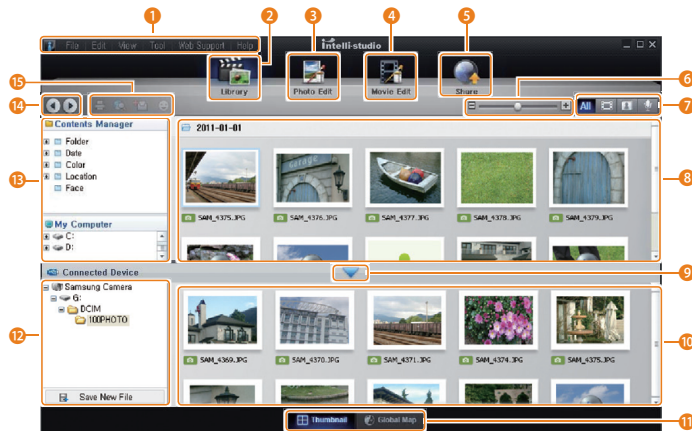 1
2
3
4
5
File Edit View Tool Web Support Help
Intelli-studio
Library
Photo Edit
Movie Edit
Share
6
15
14
All
7
Contents Manager
2011-01-01
Folder
Date
Color
Location
Face
13
8
SAM_4375.JPG
SAM_4376.JPG
SAM_4377.JPG
SAM_4378.JPG
SAM_4379.JPG
My Computer
C:
D:
Connected Device
9
Samsung Camera
G:
DCIM
100PHOTO
12
10
SAM_4369.JPG
SAM_4370.JPG
SAM_4371.JPG
SAM_4374.JPG
SAM_4375.JPG
Save New File
Thumbnail
Global Map
11